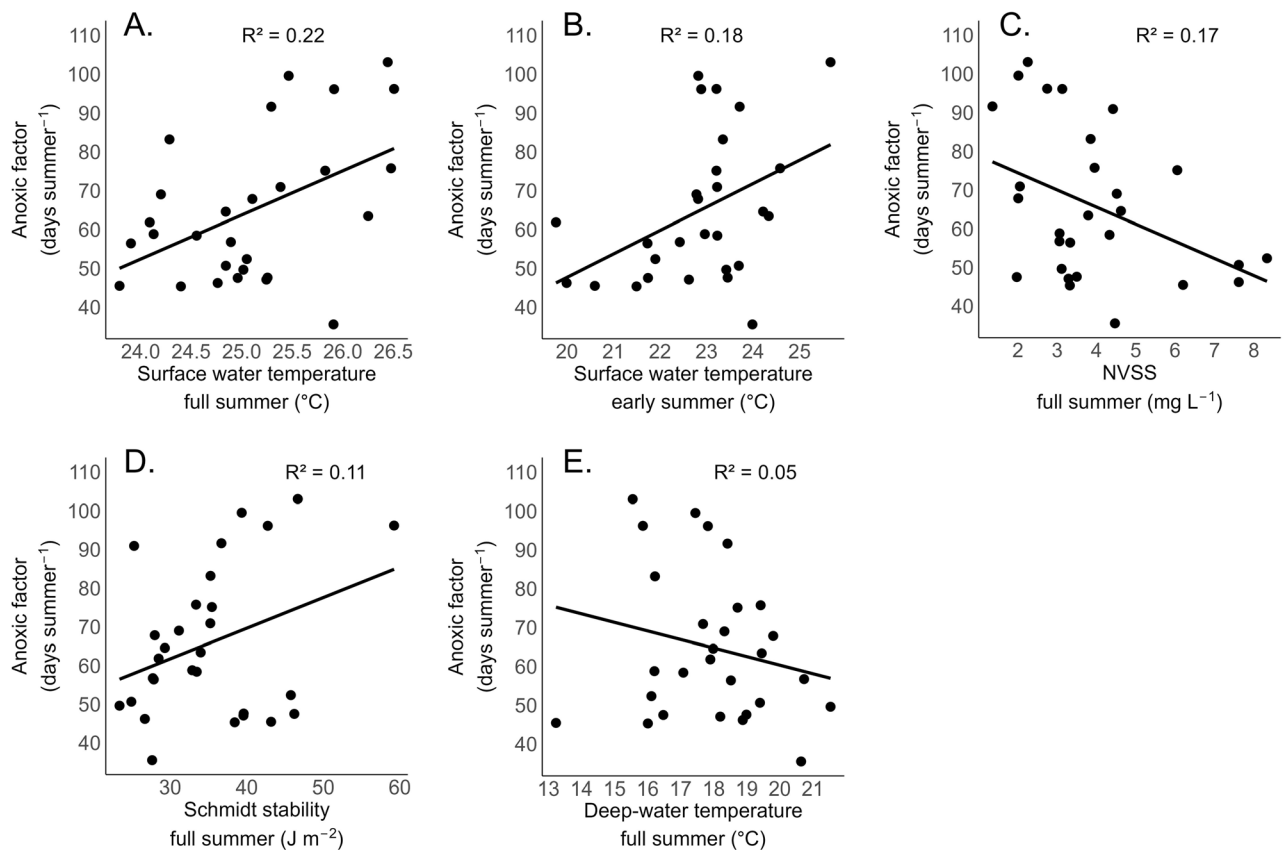 A.
R² = 0.22
110
100
90
80
70
60
50
40
Anoxic factor
(days summer⁻¹)
24.0 24.5 25.0 25.5 26.0 26.5
Surface water temperature
full summer (°C)
B.
R² = 0.18
110
100
90
80
70
60
50
40
Anoxic factor
(days summer⁻¹)
20 21 22 23 24 25
Surface water temperature
early summer (°C)
C.
R² = 0.17
110
100
90
80
70
60
50
40
Anoxic factor
(days summer⁻¹)
2 3 4 5 6 7 8
NVSS
full summer (mg L⁻¹)
D.
R² = 0.11
110
100
90
80
70
60
50
40
Anoxic factor
(days summer⁻¹)
30 40 50 60
Schmidt stability
full summer (J m⁻²)
E.
R² = 0.05
110
100
90
80
70
60
50
40
Anoxic factor
(days summer⁻¹)
13 14 15 16 17 18 19 20 21
Deep-water temperature
full summer (°C)